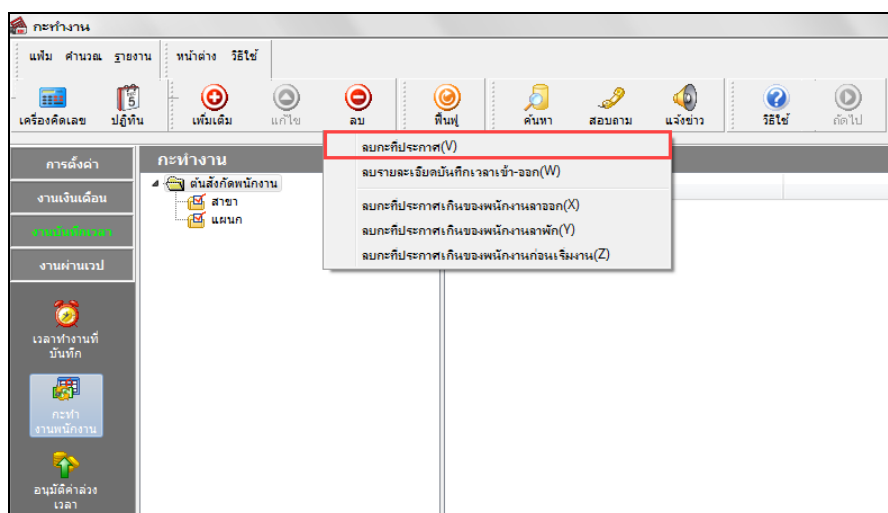 กะทำงาน
แฟ้ม คำนวณ รายงาน หน้าต่าง วิธีใช้
เครื่องคิดเลข ปฏิทิน เพิ่มเติม แก้ไข ลบ ฟื้นฟู ค้นหา สอบถาม แจ้งข่าว วิธีใช้ ถัดไป
ลบกะที่ประกาศ(V)
ลบรายละเอียดบันทึกเวลาเข้า-ออก(W)
ลบกะที่ประกาศเกินของพนักงานลาออก(X)
ลบกะที่ประกาศเกินของพนักงานลาพัก(Y)
ลบกะที่ประกาศเกินของพนักงานก่อนเริ่มงาน(Z)
การตั้งค่า
งานเงินเดือน
งานบันทึกเวลา
งานผ่านเวป
เวลาทำงานที่
บันทึก
กะทำ
งานพนักงาน
อนุมัติค่าล่วง
เวลา
กะทำงาน
ต้นสังกัดพนักงาน
สาขา
แผนก